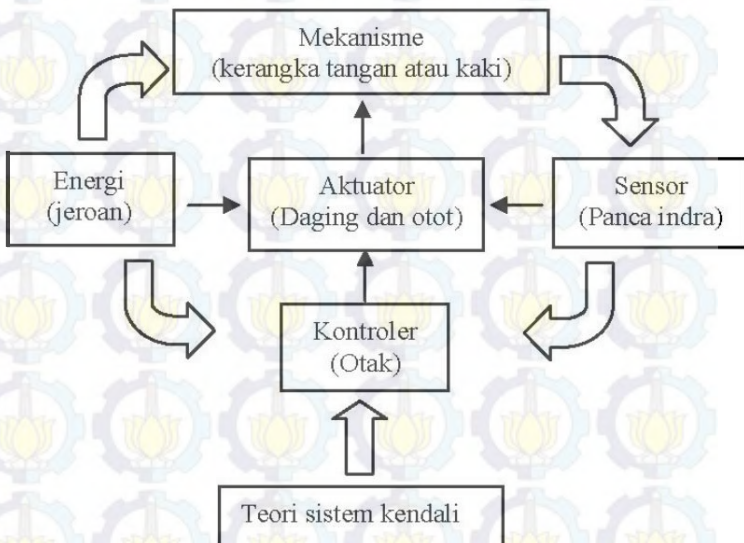 Mekanisme
(kerangka tangan atau kaki)
Energi
(jeroan)
Aktuator
(Daging dan otot)
Sensor
(Panca indra)
Kontroler
(Otak)
Teori sistem kendali